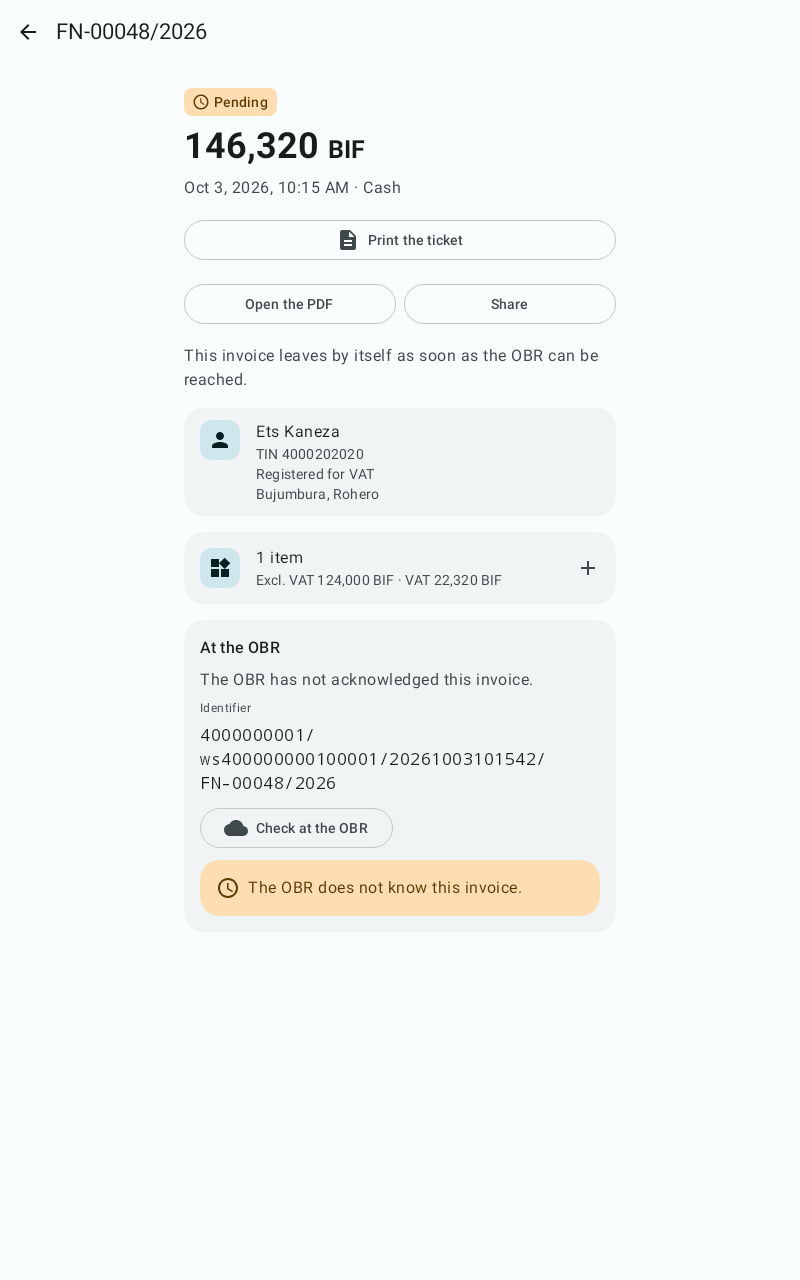 FN-00048/2026
Pending
146,320 BIF
Oct 3, 2026, 10:15 AM · Cash
Print the ticket
Open the PDF
Share
This invoice leaves by itself as soon as the OBR can be
reached.
Ets Kaneza
TIN 4000202020
Registered for VAT
Bujumbura, Rohero
1 item
Excl. VAT 124,000 BIF · VAT 22,320 BIF
At the OBR
The OBR has not acknowledged this invoice.
Identifier
4000000001/
ws400000000100001/20261003101542/
FN-00048/2026
Check at the OBR
The OBR does not know this invoice.